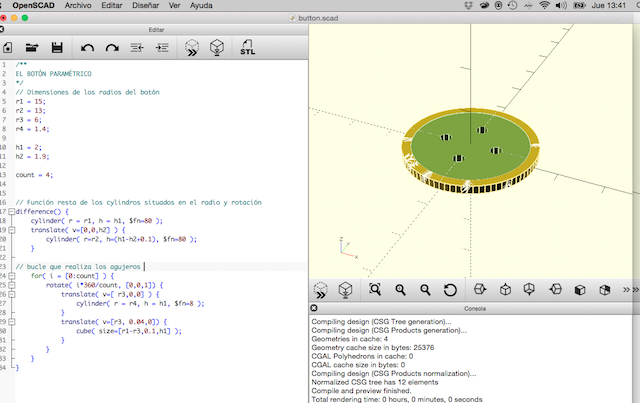 OpenSCAD Archivo Editar Diseñar Ver Ayuda Jue 13:41
button.scad
Editar
STL
1 /**
2 EL BOTÓN PARAMÉTRICO
3 */
4 // Dimensiones de los radios del botón
5 r1 = 15;
6 r2 = 13;
7 r3 = 6;
8 r4 = 1.4;
9
10 h1 = 2;
11 h2 = 1.9;
12
13 count = 4;
14
15
16 // Función resta de los cylindros situados en el radio y rotación
17 difference() {
18 cylinder( r = r1, h = h1, $fn=80 );
19 translate( v=[0,0,h2] ) {
20 cylinder( r=r2, h=(h1-h2+0.1), $fn=80 );
21 }
22
23 // bucle que realiza los agujeros
24 for( i = [0:count] ) {
25 rotate( i*360/count, [0,0,1]) {
26 translate( v=[ r3,0,0] ) {
27 cylinder( r = r4, h = h1, $fn=8 );
28 }
29 translate( v=[r3, 0.04,0]) {
30 cube( size=[r1-r3,0.1,h1] );
31 }
32 }
33 }
34 }
z
y
x
Consola
Compiling design (CSG Tree generation)...
Compiling design (CSG Products generation)...
Geometries in cache: 4
Geometry cache size in bytes: 25376
CGAL Polyhedrons in cache: 0
CGAL cache size in bytes: 0
Compiling design (CSG Products normalization)...
Normalized CSG tree has 12 elements
Compile and preview finished.
Total rendering time: 0 hours, 0 minutes, 0 seconds